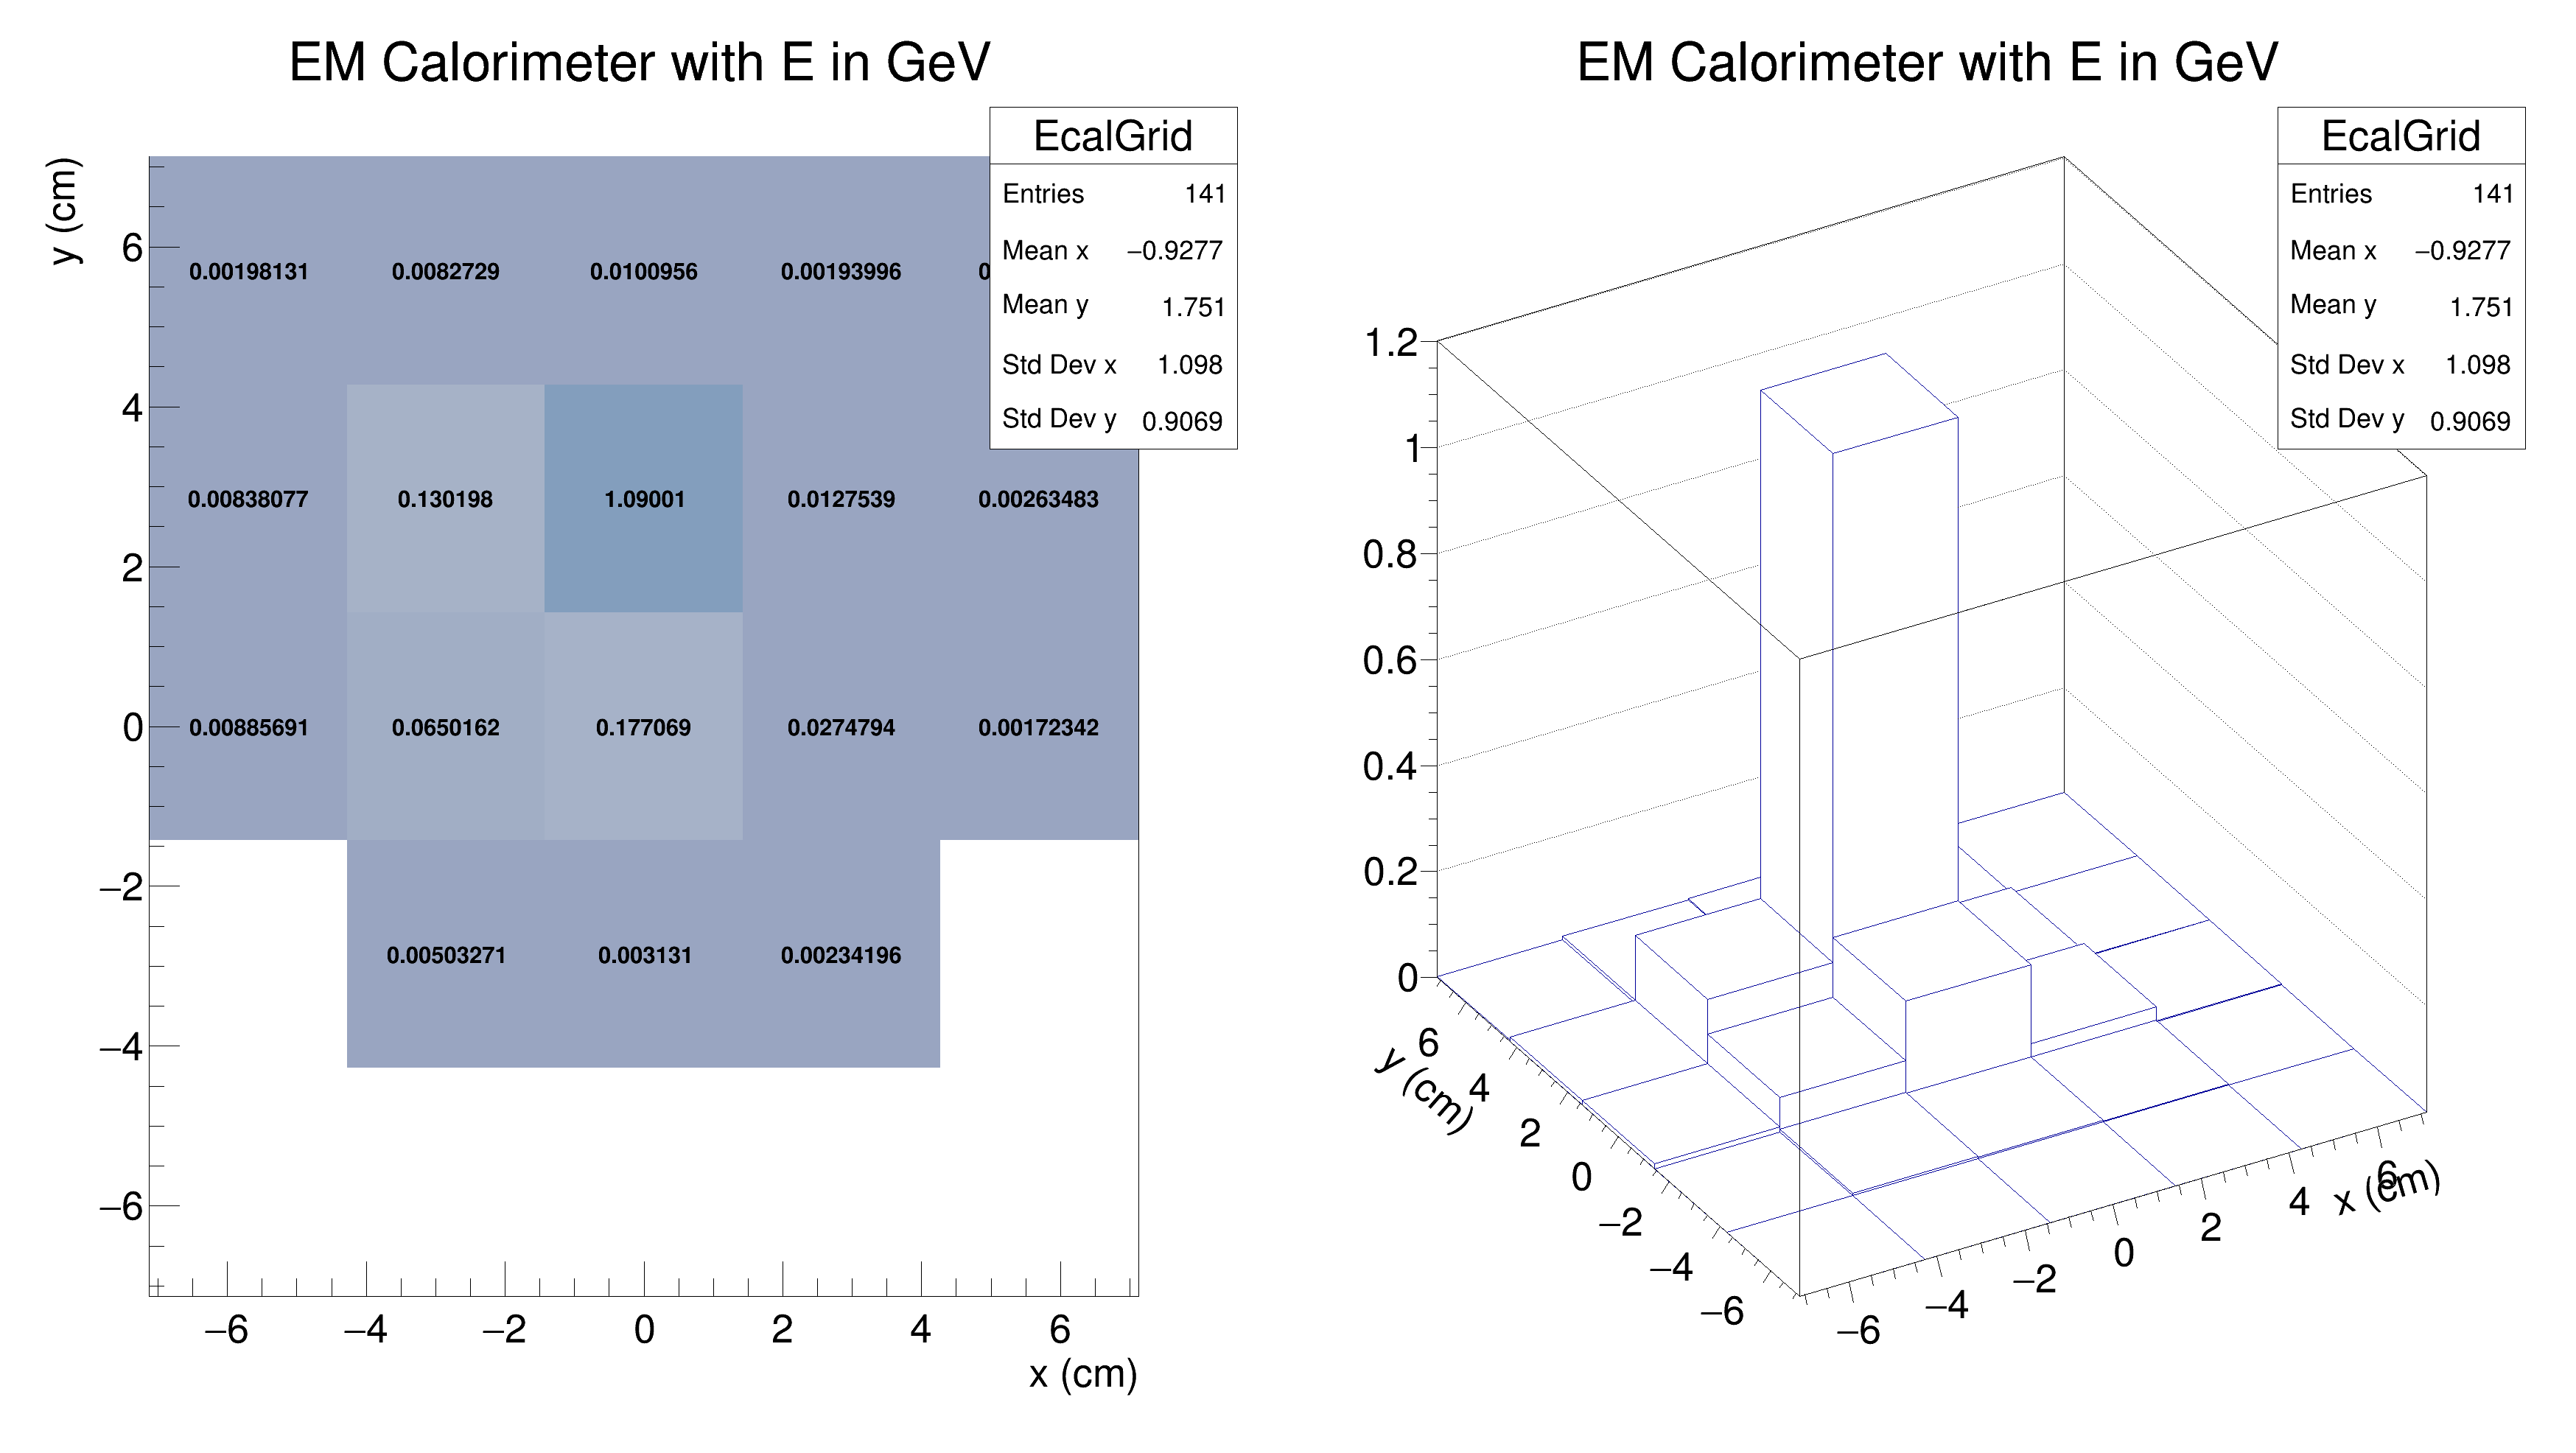 EM Calorimeter with E in GeV
EcalGrid
Entries 141
Mean x −0.9277
Mean y 1.751
Std Dev x 1.098
Std Dev y 0.9069
y (cm)
6
4
2
0
−2
−4
−6
0.00198131 0.0082729 0.0100956 0.00193996
0.00838077 0.130198 1.09001 0.0127539 0.00263483
0.00885691 0.0650162 0.177069 0.0274794 0.00172342
0.00503271 0.003131 0.00234196
−6 −4 −2 0 2 4 6
x (cm)
EM Calorimeter with E in GeV
EcalGrid
Entries 141
Mean x −0.9277
Mean y 1.751
Std Dev x 1.098
Std Dev y 0.9069
1.2
1
0.8
0.6
0.4
0.2
0
6
4
2
0
−2
−4
−6
y (cm)
−6 −4 −2 0 2 4 6
x (cm)